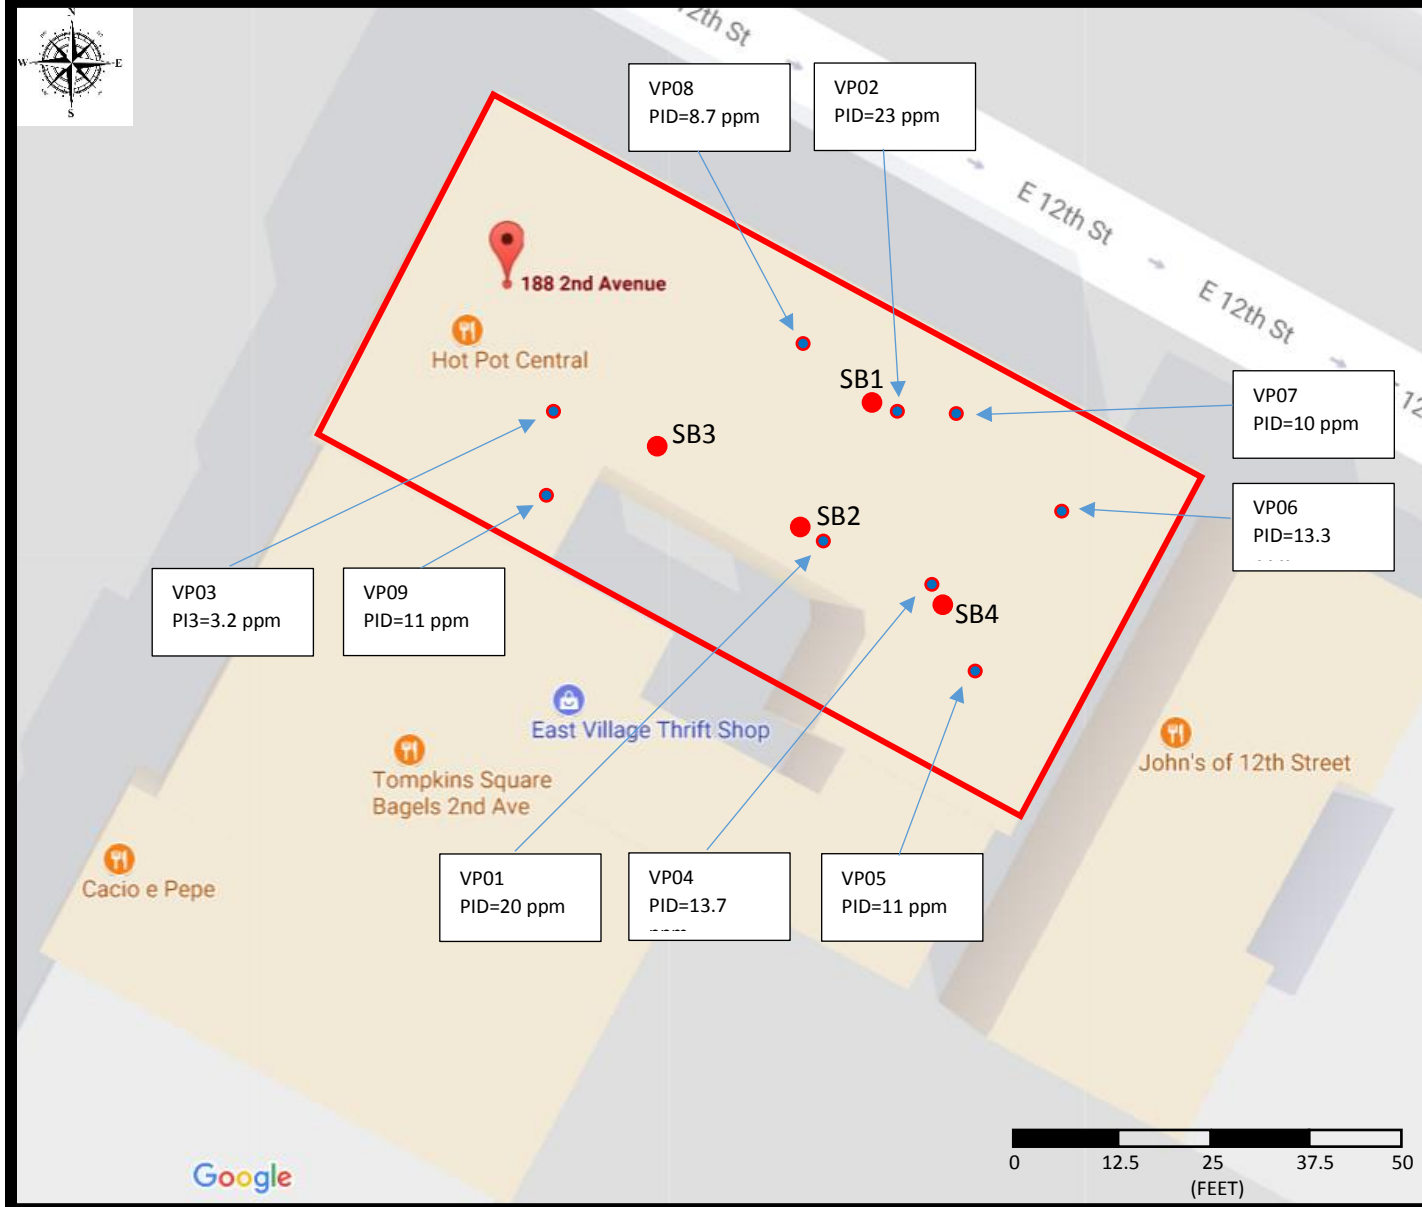 N
W
E
S
12th St
VP08
PID=8.7 ppm
VP02
PID=23 ppm
E 12th St
E 12th St
12
188 2nd Avenue
Hot Pot Central
SB1
SB3
VP07
PID=10 ppm
SB2
VP06
PID=13.3
VP03
PI3=3.2 ppm
VP09
PID=11 ppm
SB4
East Village Thrift Shop
Tompkins Square
Bagels 2nd Ave
John's of 12th Street
Cacio e Pepe
VP01
PID=20 ppm
VP04
PID=13.7
VP05
PID=11 ppm
0 12.5 25 37.5 50
(FEET)
Google